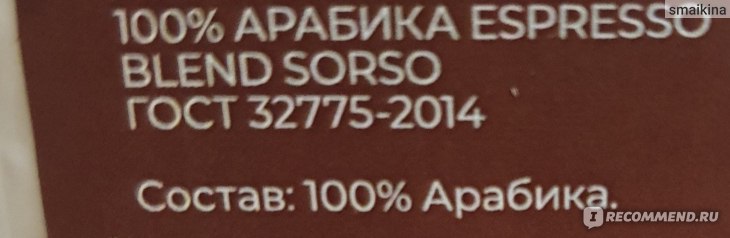 smaikina
100% АРАБИКА ESPRESSO
BLEND SORSO
ГОСТ 32775-2014
Состав: 100% Арабика.
I RECOMMEND.RU